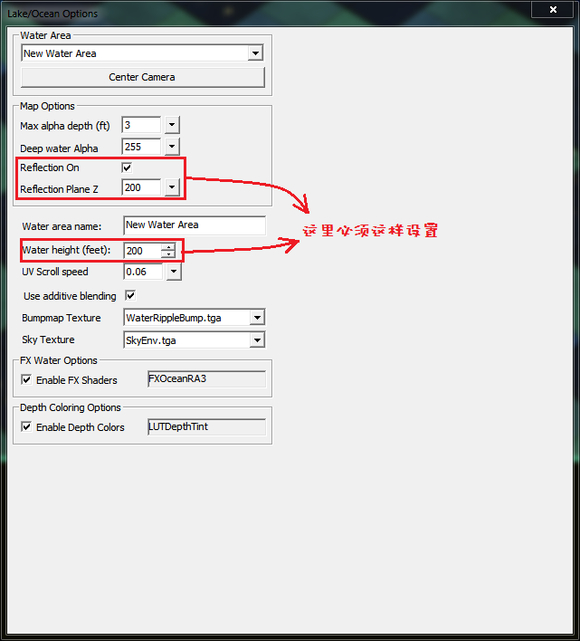 Lake/Ocean Options
Water Area
New Water Area
Center Camera
Map Options
Max alpha depth (ft) 3
Deep water Alpha 255
Reflection On
Reflection Plane Z 200
这里必须这样设置
Water area name: New Water Area
Water height (feet): 200
UV Scroll speed 0.06
Use additive blending
Bumpmap Texture WaterRippleBump.tga
Sky Texture SkyEnv.tga
FX Water Options
Enable FX Shaders FXOceanRA3
Depth Coloring Options
Enable Depth Colors LUTDepthTint